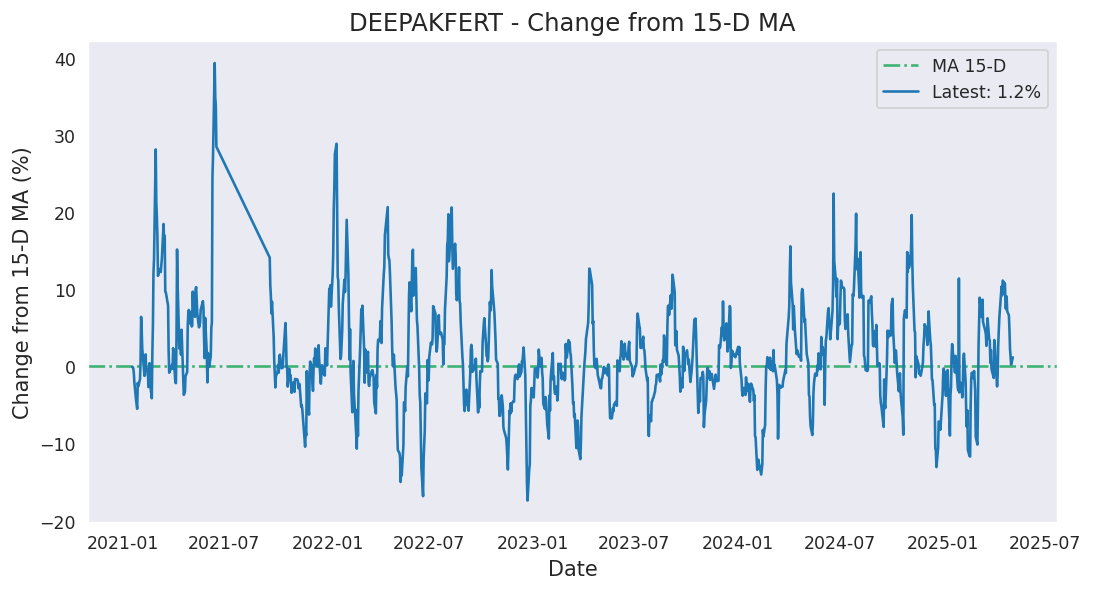 DEEPAKFERT - Change from 15-D MA
MA 15-D
Latest: 1.2%
Change from 15-D MA (%)
40
30
20
10
0
−10
−20
2021-01 2021-07 2022-01 2022-07 2023-01 2023-07 2024-01 2024-07 2025-01 2025-07
Date